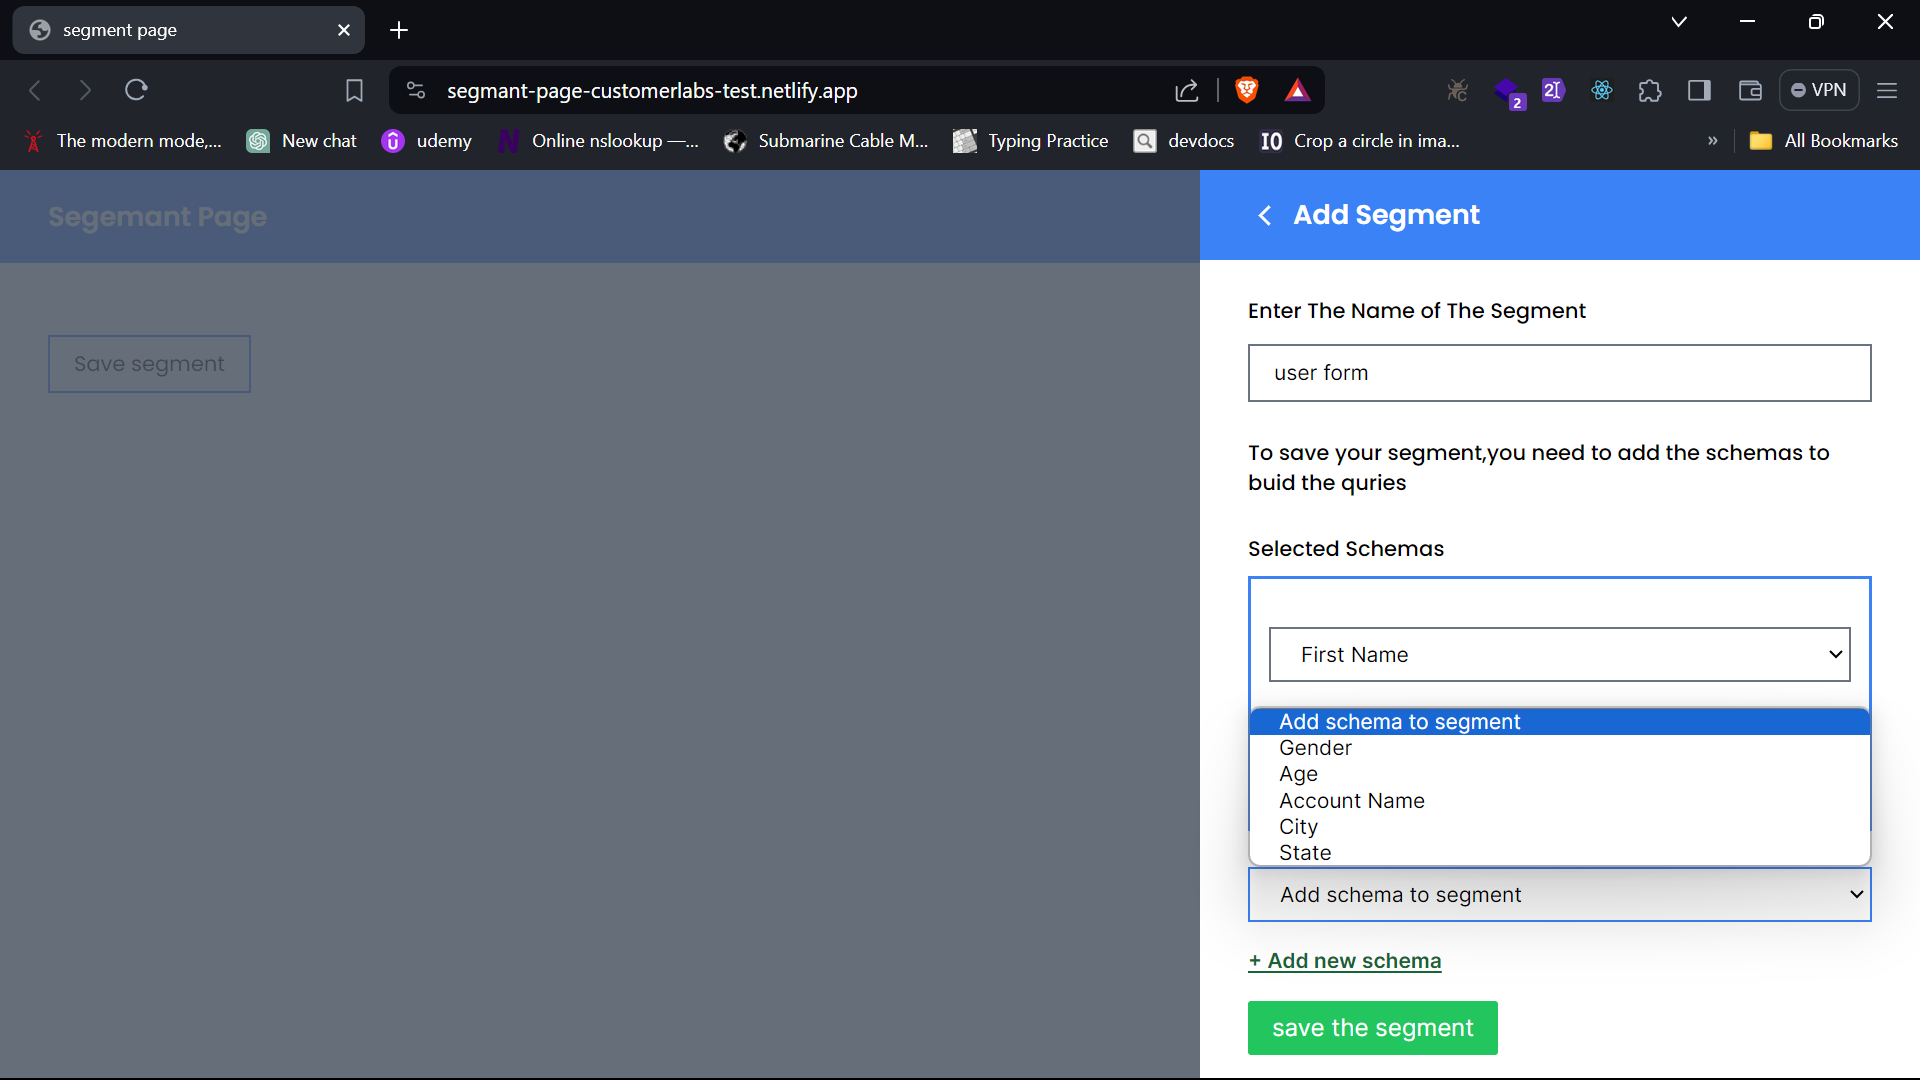 segment page
segmant-page-customerlabs-test.netlify.app
2
2
VPN
The modern mode,...
New chat
udemy
Online nslookup —-...
Submarine Cable M...
Typing Practice
devdocs
IO
Crop a circle in ima...
»
All Bookmarks
Segemant Page
Save segment
Add Segment
Enter The Name of The Segment
user form
To save your segment,you need to add the schemas to
buid the quries
Selected Schemas
First Name
Add schema to segment
Gender
Age
Account Name
City
State
Add schema to segment
+ Add new schema
save the segment